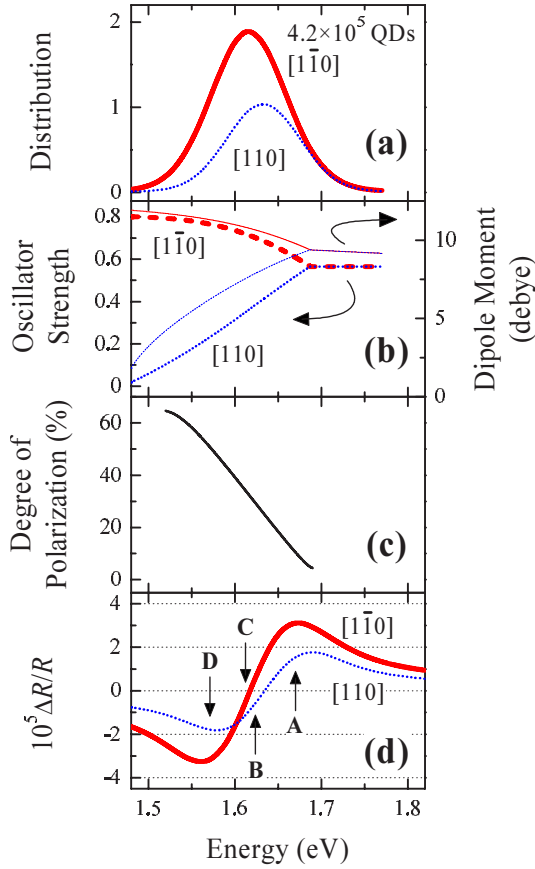 2
1
0
Distribution
4.2×10⁵ QDs
[11̄0]
[110]
(a)
0.8
0.6
0.4
0.2
0
Oscillator
Strength
[11̄0]
[110]
(b)
10
5
0
Dipole Moment
(debye)
60
40
20
0
Degree of
Polarization (%)
(c)
4
2
0
-2
-4
10⁵ΔR/R
D
C
B
A
[11̄0]
[110]
(d)
1.5
1.6
1.7
1.8
Energy (eV)